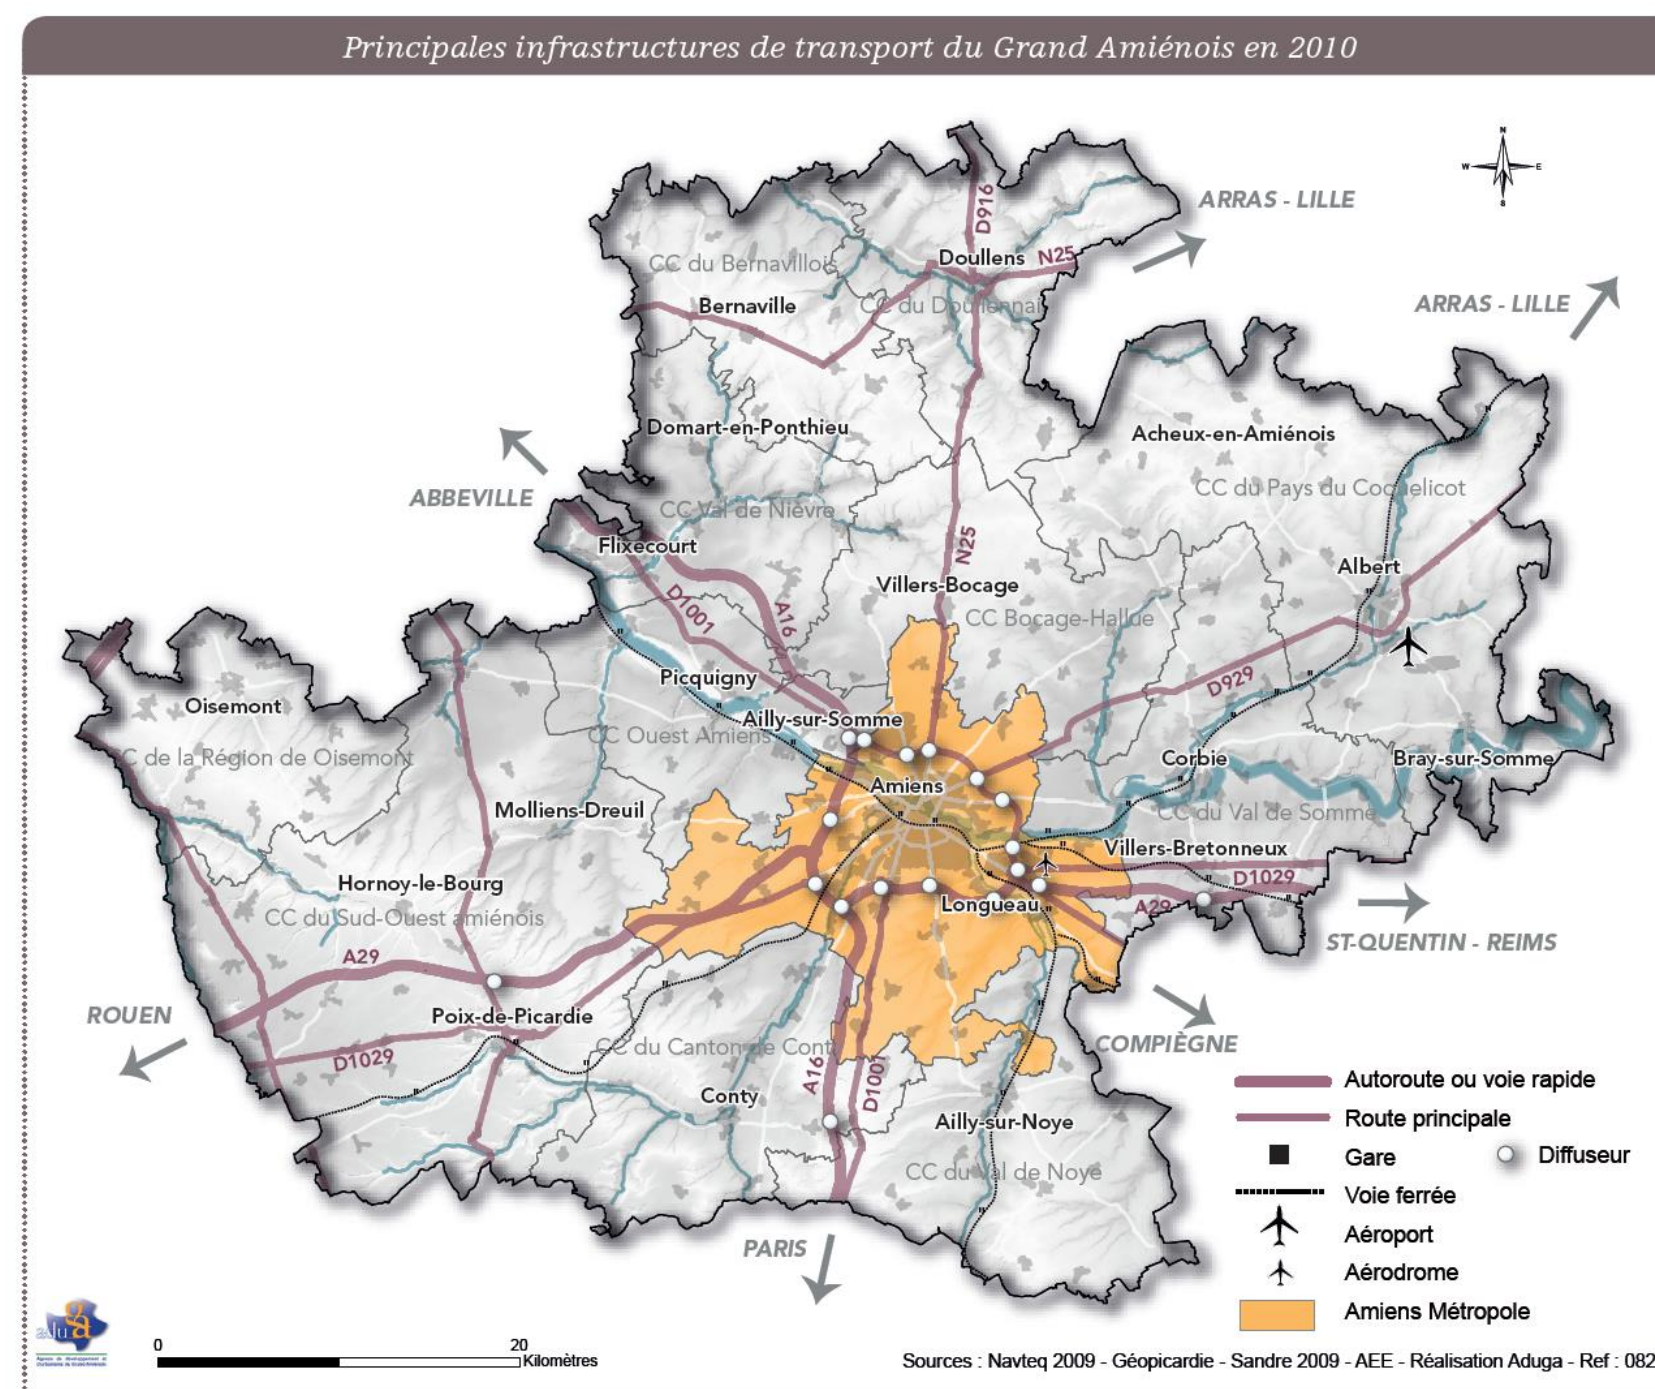 Principales infrastructures de transport du Grand Amiénois en 2010
N
W
E
S
ARRAS - LILLE
D916
Doullens
N25
CC du Bernavillois
Bernaville
CC du Doullennai
ARRAS - LILLE
Domart-en-Ponthieu
Acheux-en-Amiénois
CC du Pays du Coquelicot
ABBEVILLE
CC Val de Nièvre
Flixecourt
N25
Albert
Villers-Bocage
D1001
A16
CC Bocage-Hallue
Picquigny
D929
Oisemont
Ailly-sur-Somme
CC Ouest Amiens
CC de la Région de Oisemont
Corbie
Bray-sur-Somme
Amiens
Molliens-Dreuil
CC du Val de Somme
Villers-Bretonneux
D1029
Hornoy-le-Bourg
Longueau
A29
CC du Sud-Ouest amiénois
ST-QUENTIN - REIMS
A29
ROUEN
Poix-de-Picardie
COMPIÈGNE
D1029
CC du Canton de Conti
A16
D1001
Conty
Ailly-sur-Noye
CC du Val de Noye
PARIS
Autoroute ou voie rapide
Route principale
Gare
Diffuseur
Voie ferrée
Aéroport
Aérodrome
Amiens Métropole
0
20
Kilomètres
Sources : Navteq 2009 - Géopicardie - Sandre 2009 - AEE - Réalisation Aduga - Ref : 082